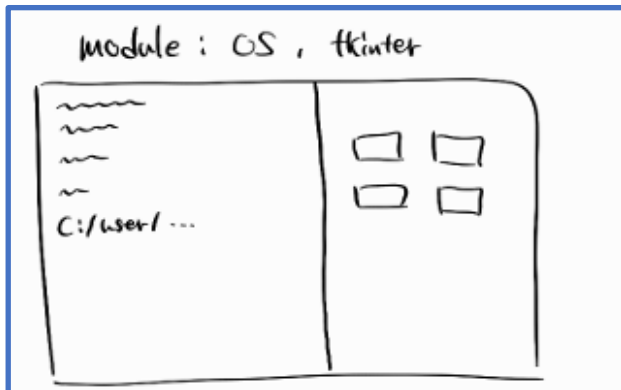 module : OS , tkinter
C:/user/ ...